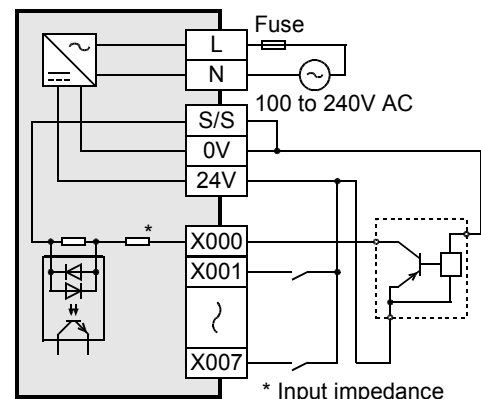 Fuse
L
N
100 to 240V AC
S/S
0V
24V
*
X000
X001
X007
* Input impedance